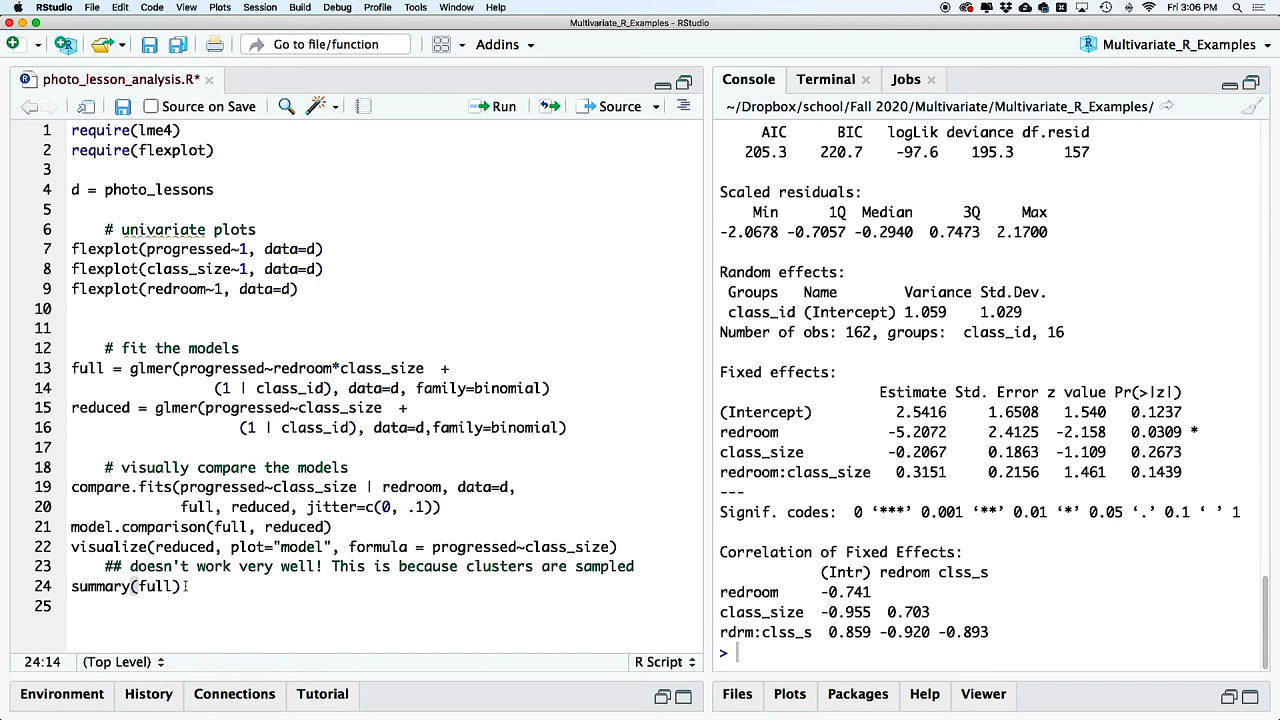 RStudio File Edit Code View Plots Session Build Debug Profile Tools Window Help Fri 3:06 PM
Multivariate_R_Examples - RStudio
Go to file/function Addins Multivariate_R_Examples
photo_lesson_analysis.R*
Source on Save Run Source
1 require(lme4)
2 require(flexplot)
3
4 d = photo_lessons
5
6 # univariate plots
7 flexplot(progressed~1, data=d)
8 flexplot(class_size~1, data=d)
9 flexplot(redroom~1, data=d)
10
11
12 # fit the models
13 full = glmer(progressed~redroom*class_size +
14 (1 | class_id), data=d, family=binomial)
15 reduced = glmer(progressed~class_size +
16 (1 | class_id), data=d,family=binomial)
17
18 # visually compare the models
19 compare.fits(progressed~class_size | redroom, data=d,
20 full, reduced, jitter=c(0, .1))
21 model.comparison(full, reduced)
22 visualize(reduced, plot="model", formula = progressed~class_size)
23 ## doesn't work very well! This is because clusters are sampled
24 summary(full)
25
24:14 (Top Level) R Script
Environment History Connections Tutorial
Console Terminal Jobs
~/Dropbox/school/Fall 2020/Multivariate/Multivariate_R_Examples/
AIC BIC logLik deviance df.resid
205.3 220.7 -97.6 195.3 157
Scaled residuals:
Min 1Q Median 3Q Max
-2.0678 -0.7057 -0.2940 0.7473 2.1700
Random effects:
Groups Name Variance Std.Dev.
class_id (Intercept) 1.059 1.029
Number of obs: 162, groups: class_id, 16
Fixed effects:
Estimate Std. Error z value Pr(>|z|)
(Intercept) 2.5416 1.6508 1.540 0.1237
redroom -5.2072 2.4125 -2.158 0.0309 *
class_size -0.2067 0.1863 -1.109 0.2673
redroom:class_size 0.3151 0.2156 1.461 0.1439
---
Signif. codes: 0 ‘***’ 0.001 ‘**’ 0.01 ‘*’ 0.05 ‘.’ 0.1 ‘ ’ 1
Correlation of Fixed Effects:
(Intr) redrom clss_s
redroom -0.741
class_size -0.955 0.703
rdrm:clss_s 0.859 -0.920 -0.893
>
Files Plots Packages Help Viewer